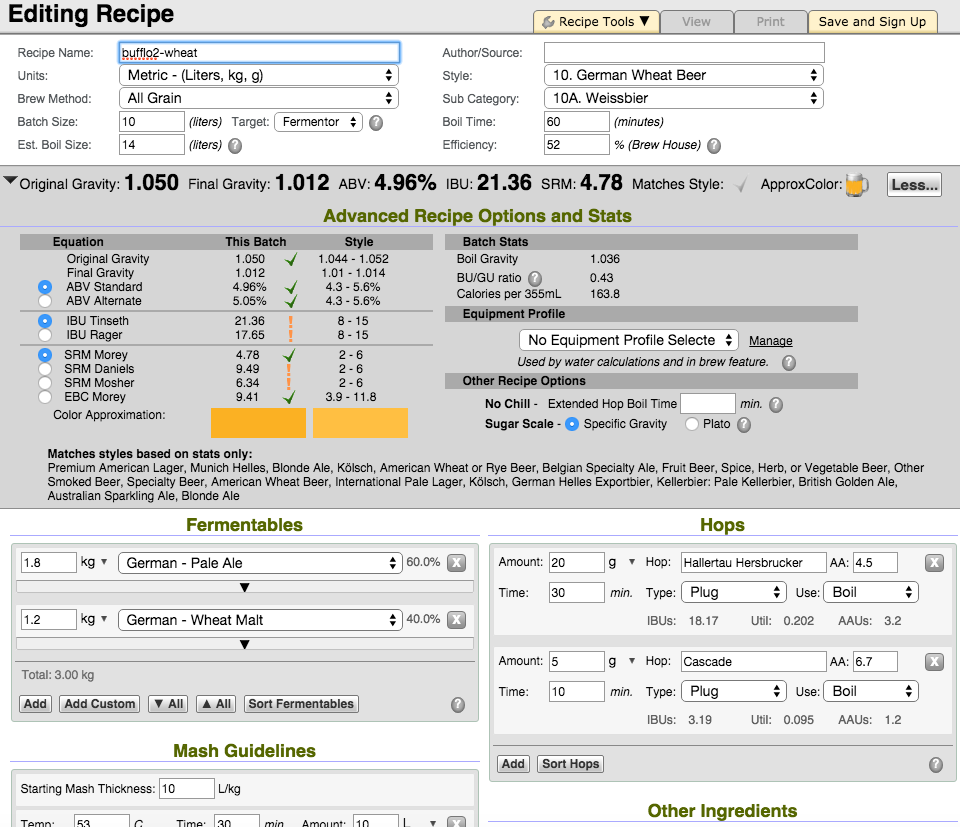 Editing Recipe
Recipe Tools ▼ View Print Save and Sign Up
Recipe Name: bufflo2-wheat Author/Source:
Units: Metric - (Liters, kg, g) Style: 10. German Wheat Beer
Brew Method: All Grain Sub Category: 10A. Weissbier
Batch Size: 10 (liters) Target: Fermentor ? Boil Time: 60 (minutes)
Est. Boil Size: 14 (liters) ? Efficiency: 52 % (Brew House) ?
Original Gravity: 1.050 Final Gravity: 1.012 ABV: 4.96% IBU: 21.36 SRM: 4.78 Matches Style: ApproxColor: Less...
Advanced Recipe Options and Stats
Equation This Batch Style
Original Gravity 1.050 1.044 - 1.052
Final Gravity 1.012 1.01 - 1.014
ABV Standard 4.96% 4.3 - 5.6%
ABV Alternate 5.05% 4.3 - 5.6%
IBU Tinseth 21.36 ! 8 - 15
IBU Rager 17.65 ! 8 - 15
SRM Morey 4.78 2 - 6
SRM Daniels 9.49 ! 2 - 6
SRM Mosher 6.34 ! 2 - 6
EBC Morey 9.41 3.9 - 11.8
Color Approximation:
Batch Stats
Boil Gravity 1.036
BU/GU ratio ? 0.43
Calories per 355mL 163.8
Equipment Profile
No Equipment Profile Selecte Manage
Used by water calculations and in brew feature. ?
Other Recipe Options
No Chill - Extended Hop Boil Time min. ?
Sugar Scale - Specific Gravity Plato ?
Matches styles based on stats only:
Premium American Lager, Munich Helles, Blonde Ale, Kölsch, American Wheat or Rye Beer, Belgian Specialty Ale, Fruit Beer, Spice, Herb, or Vegetable Beer, Other
Smoked Beer, Specialty Beer, American Wheat Beer, International Pale Lager, Kölsch, German Helles Exportbier, Kellerbier: Pale Kellerbier, British Golden Ale,
Australian Sparkling Ale, Blonde Ale
Fermentables
1.8 kg ▼ German - Pale Ale 60.0% X
▼
1.2 kg ▼ German - Wheat Malt 40.0% X
▼
Total: 3.00 kg
Add Add Custom ▼ All ▲ All Sort Fermentables ?
Mash Guidelines
Starting Mash Thickness: 10 L/kg
Temp: 53 C Time: 30 min. Amount: 10 L ▼ X
Hops
Amount: 20 g ▼ Hop: Hallertau Hersbrucker AA: 4.5 X
Time: 30 min. Type: Plug Use: Boil
IBUs: 18.17 Util: 0.202 AAUs: 3.2
Amount: 5 g ▼ Hop: Cascade AA: 6.7 X
Time: 10 min. Type: Plug Use: Boil
IBUs: 3.19 Util: 0.095 AAUs: 1.2
Add Sort Hops ?
Other Ingredients